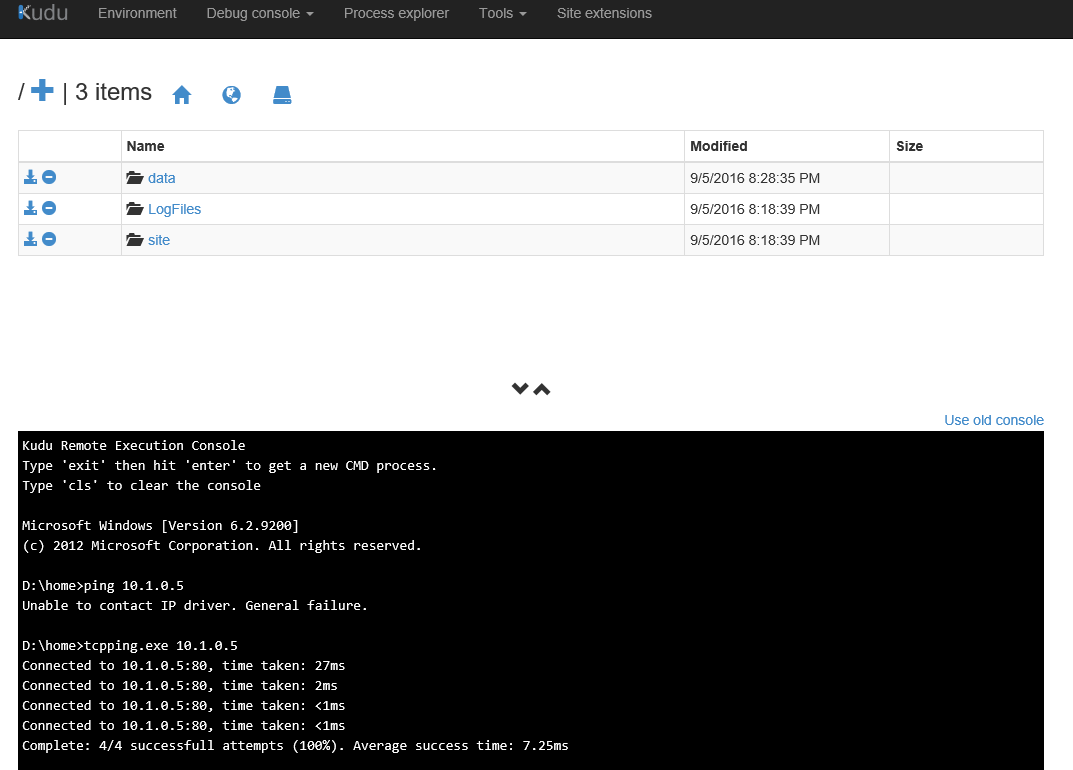 Kudu Environment Debug console Process explorer Tools Site extensions
/ | 3 items
Name Modified Size
data 9/5/2016 8:28:35 PM
LogFiles 9/5/2016 8:18:39 PM
site 9/5/2016 8:18:39 PM
Use old console
Kudu Remote Execution Console
Type 'exit' then hit 'enter' to get a new CMD process.
Type 'cls' to clear the console
Microsoft Windows [Version 6.2.9200]
(c) 2012 Microsoft Corporation. All rights reserved.
D:\home>ping 10.1.0.5
Unable to contact IP driver. General failure.
D:\home>tcpping.exe 10.1.0.5
Connected to 10.1.0.5:80, time taken: 27ms
Connected to 10.1.0.5:80, time taken: 2ms
Connected to 10.1.0.5:80, time taken: <1ms
Connected to 10.1.0.5:80, time taken: <1ms
Complete: 4/4 successfull attempts (100%). Average success time: 7.25ms